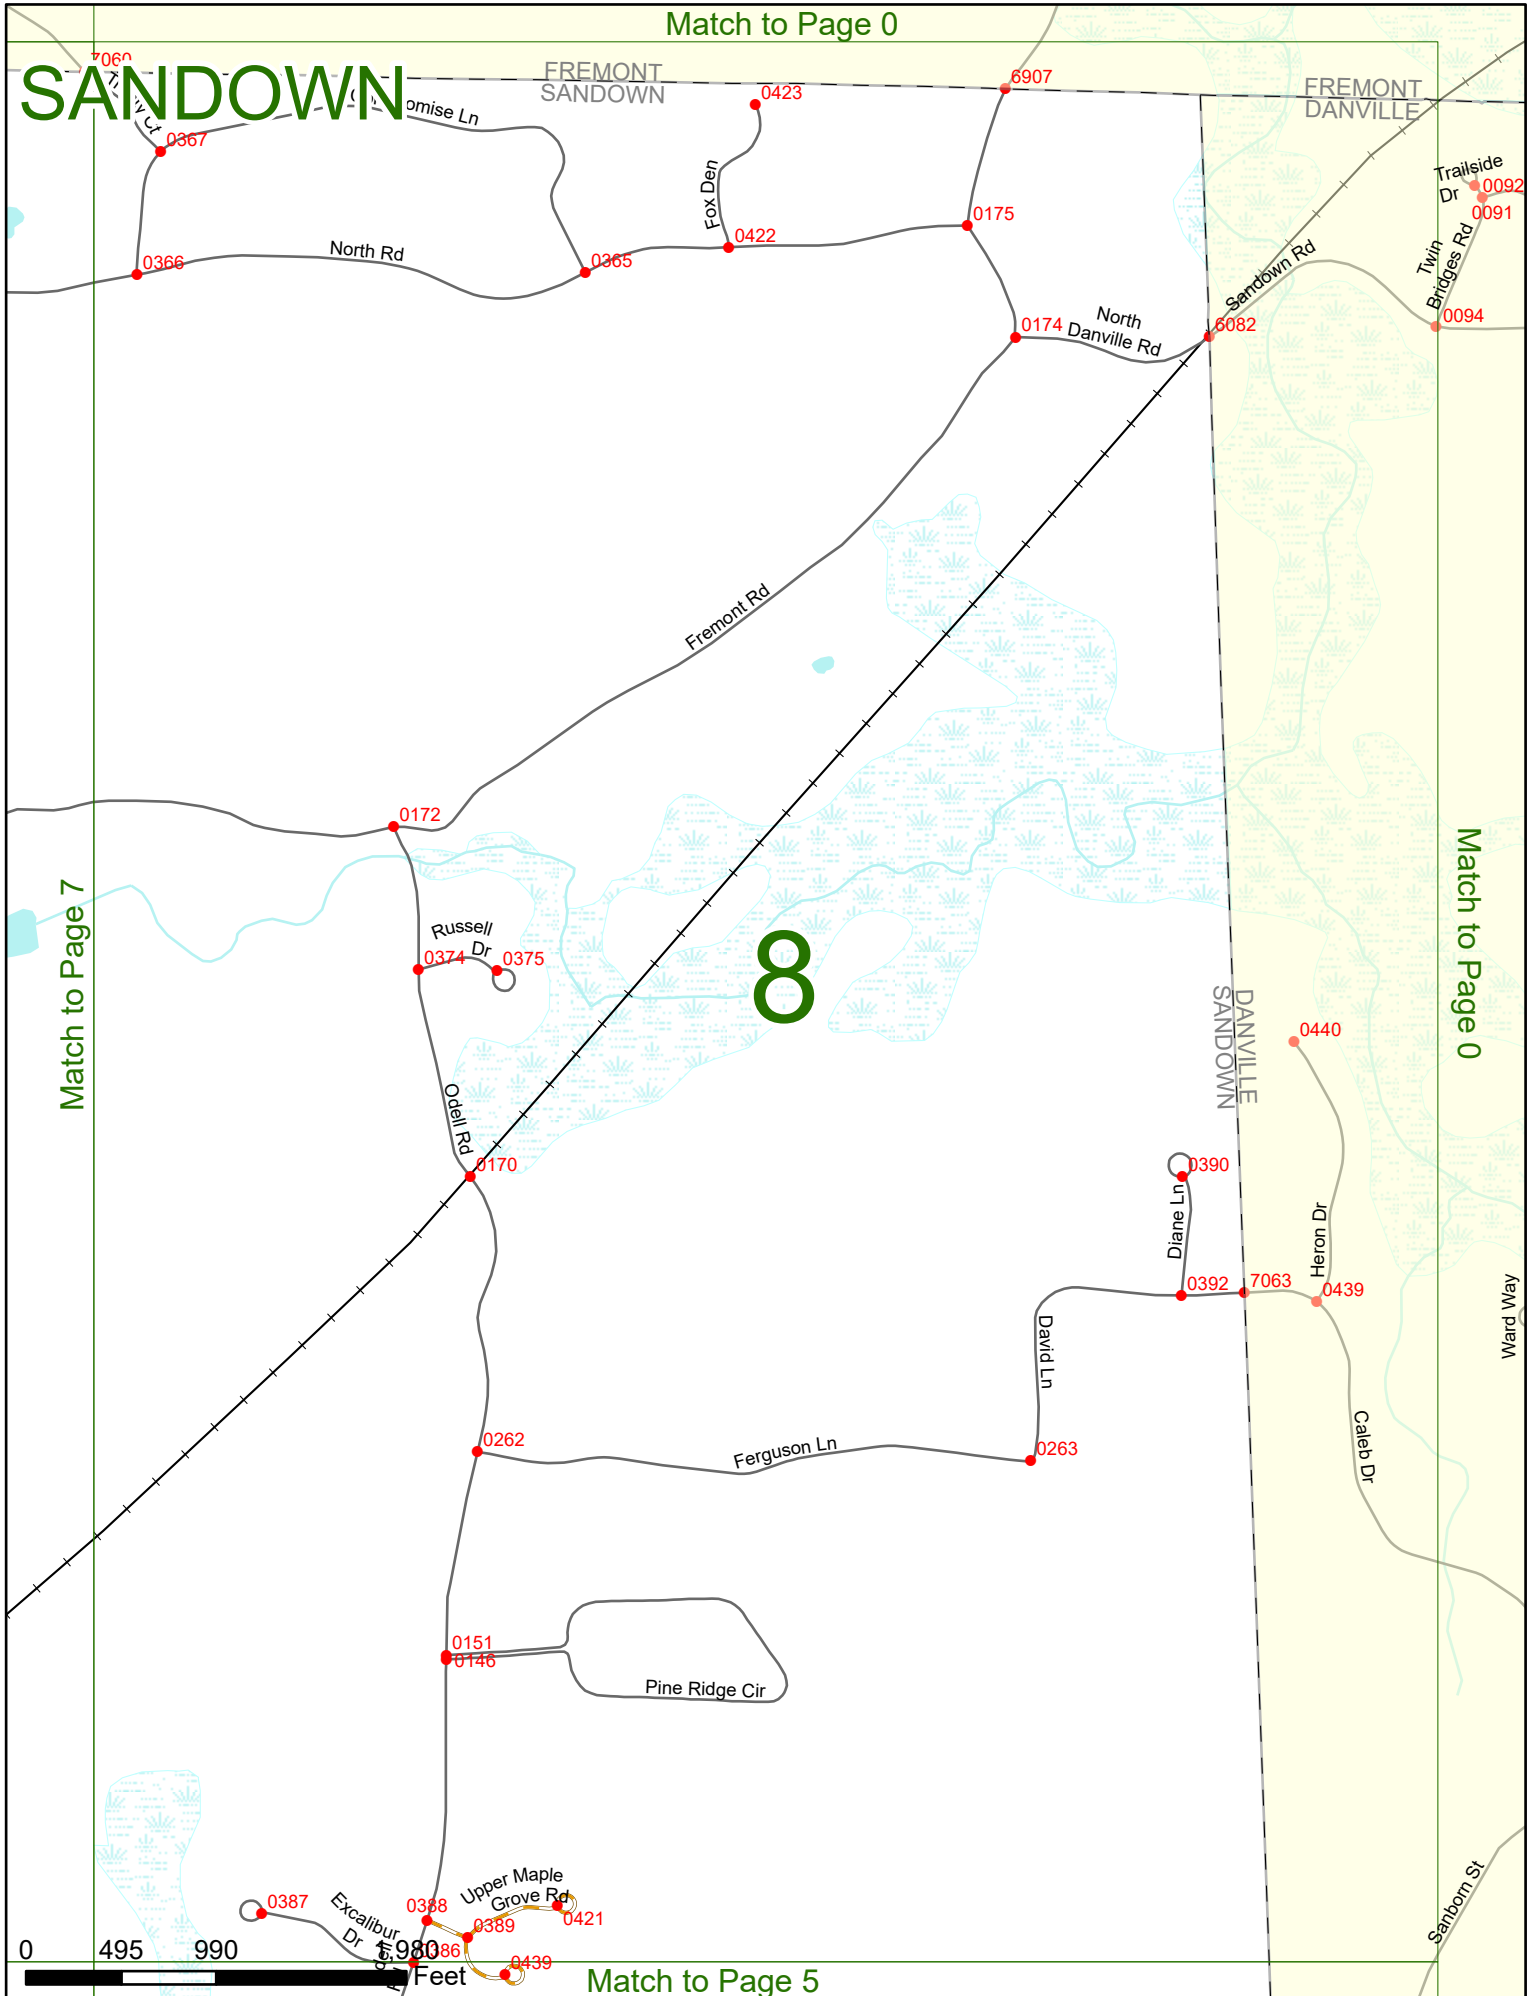 Match to Page 0
SANDOWN
7060
FREMONT
SANDOWN
6907
FREMONT
DANVILLE
0423
omise Ln
Ct
0367
Trailside
Dr
0092
0091
Fox Den
0175
0422
North Rd
0366
0365
Twin
Bridges Rd
Sandown Rd
0094
0174
North
Danville Rd
6082
Fremont Rd
0172
Match to Page 7
Match to Page 0
Russell
Dr
0374
0375
8
DANVILLE
SANDOWN
0440
Odell Rd
0170
0390
Diane Ln
Heron Dr
0392
7063
0439
Ward Way
David Ln
0262
Ferguson Ln
0263
Caleb Dr
0151
0146
Pine Ridge Cir
Upper Maple
Grove Rd
0387
Excalibur
Dr
0388
0421
0389
Sanborn St
0386
0439
0 495 990 1,980
Feet
Match to Page 5